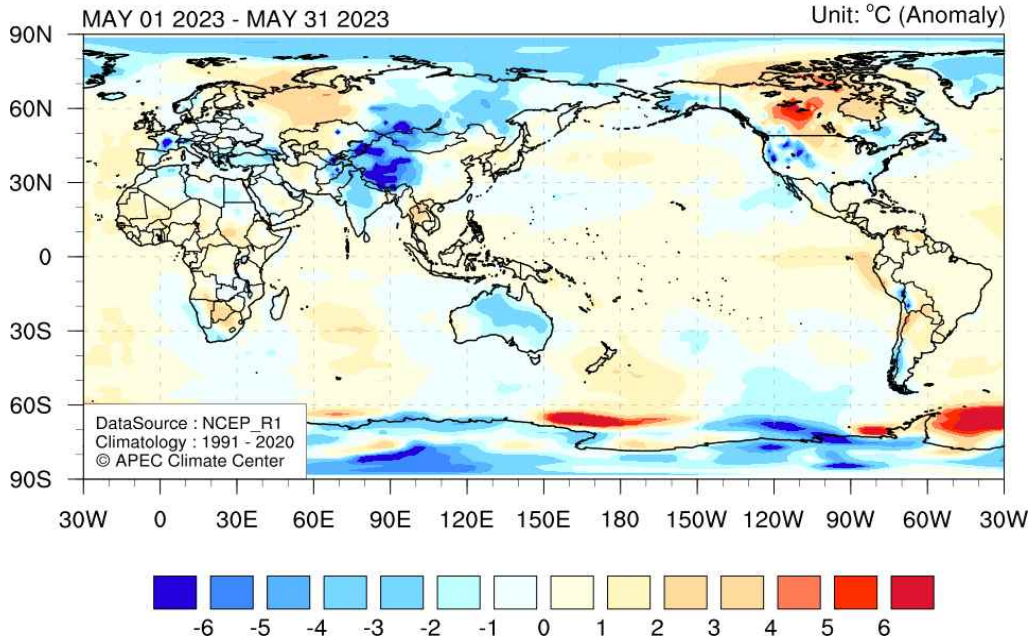 MAY 01 2023 - MAY 31 2023
Unit: °C (Anomaly)
90N
60N
30N
0
30S
60S
90S
DataSource : NCEP_R1
Climatology : 1991 - 2020
© APEC Climate Center
30W 0 30E 60E 90E 120E 150E 180 150W 120W 90W 60W 30W
-6 -5 -4 -3 -2 -1 0 1 2 3 4 5 6